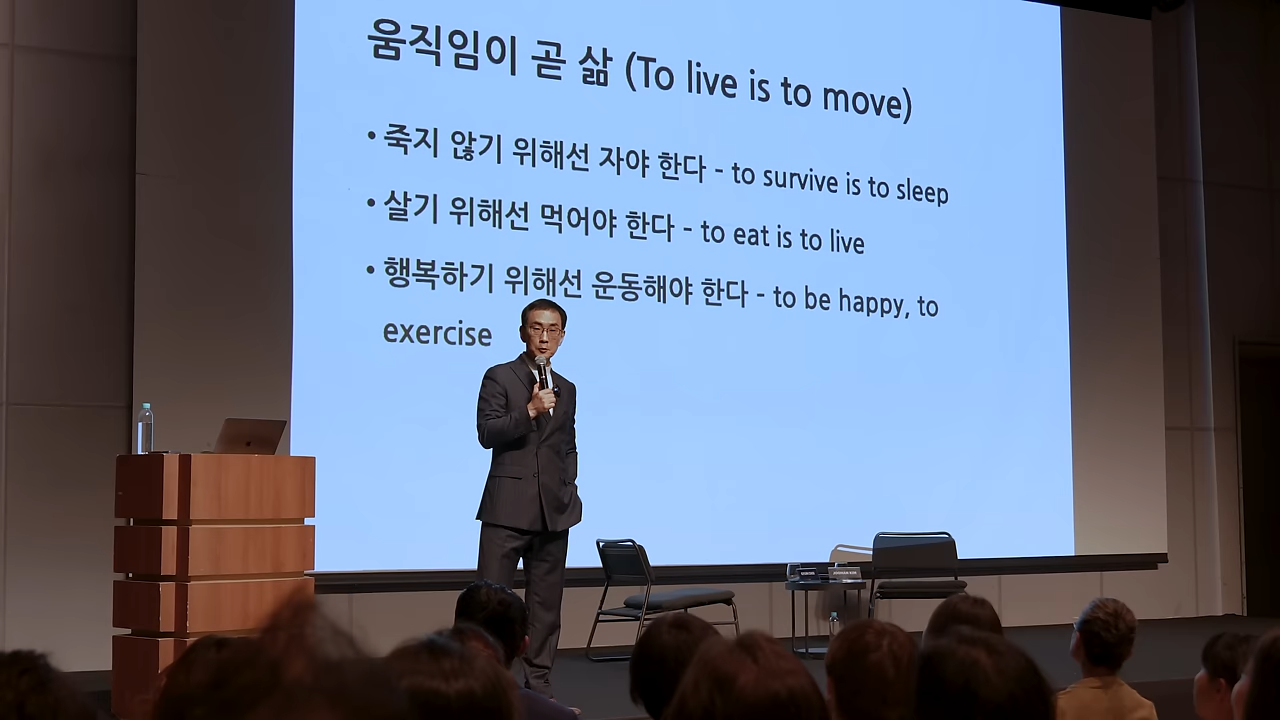 움직임이 곧 삶 (To live is to move)
• 죽지 않기 위해선 자야 한다 - to survive is to sleep
• 살기 위해선 먹어야 한다 - to eat is to live
• 행복하기 위해선 운동해야 한다 - to be happy, to
exercise